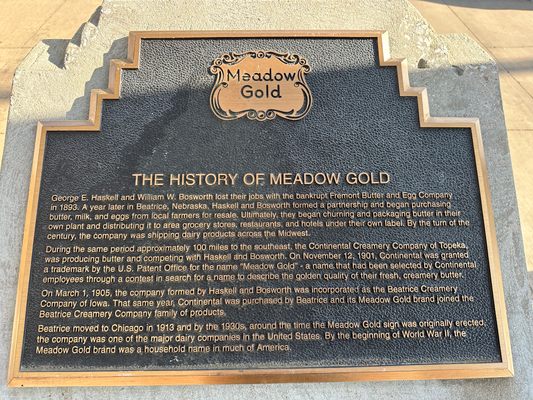 Meadow
Gold
THE HISTORY OF MEADOW GOLD
George E. Haskell and William W. Bosworth lost their jobs with the bankrupt Fremont Butter and Egg Company
in 1893. A year later in Beatrice, Nebraska, Haskell and Bosworth formed a partnership and began purchasing
butter, milk, and eggs from local farmers for resale. Ultimately, they began churning and packaging butter in their
own plant and distributing it to area grocery stores, restaurants, and hotels under their own label. By the turn of the
century, the company was shipping dairy products across the Midwest.
During the same period approximately 100 miles to the southeast, the Continental Creamery Company of Topeka,
was producing butter and competing with Haskell and Bosworth. On November 12, 1901, Continental was granted
a trademark by the U.S. Patent Office for the name "Meadow Gold" - a name that had been selected by Continental
employees through a contest in search for a name to describe the golden quality of their fresh, creamery butter.
On March 1, 1905, the company formed by Haskell and Bosworth was incorporated as the Beatrice Creamery
Company of Iowa. That same year, Continental was purchased by Beatrice and its Meadow Gold brand joined the
Beatrice Creamery Company family of products.
Beatrice moved to Chicago in 1913 and by the 1930s, around the time the Meadow Gold sign was originally erected,
the company was one of the major dairy companies in the United States. By the beginning of World War II, the
Meadow Gold brand was a household name in much of America.